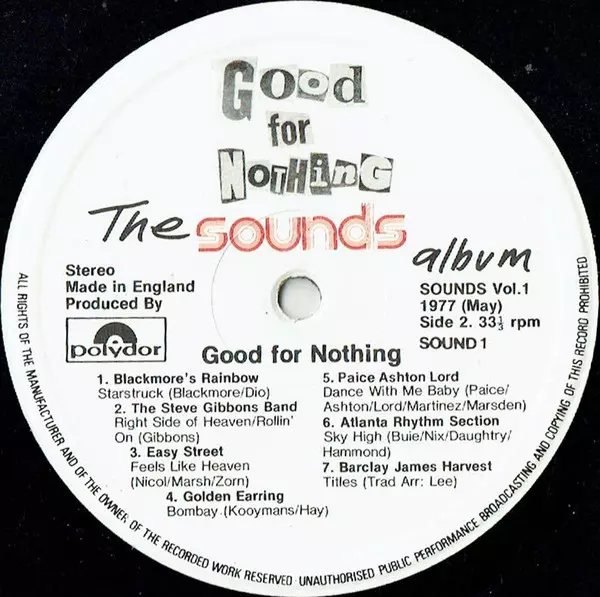 Good
for
NOTHinG
The sounds album
Stereo
Made in England
Produced By
polydor
SOUNDS Vol.1
1977 (May)
Side 2. 33⅓ rpm
SOUND 1
Good for Nothing
1. Blackmore's Rainbow
Starstruck (Blackmore/Dio)
2. The Steve Gibbons Band
Right Side of Heaven/Rollin'
On (Gibbons)
3. Easy Street
Feels Like Heaven
(Nicol/Marsh/Zorn)
4. Golden Earring
Bombay (Kooymans/Hay)
5. Paice Ashton Lord
Dance With Me Baby (Paice/
Ashton/Lord/Martinez/Marsden)
6. Atlanta Rhythm Section
Sky High (Buie/Nix/Daughtry/
Hammond)
7. Barclay James Harvest
Titles (Trad Arr: Lee)
ALL RIGHTS OF THE MANUFACTURER AND OF THE OWNER OF THE RECORDED WORK RESERVED · UNAUTHORISED PUBLIC PERFORMANCE BROADCASTING AND COPYING OF THIS RECORD PROHIBITED